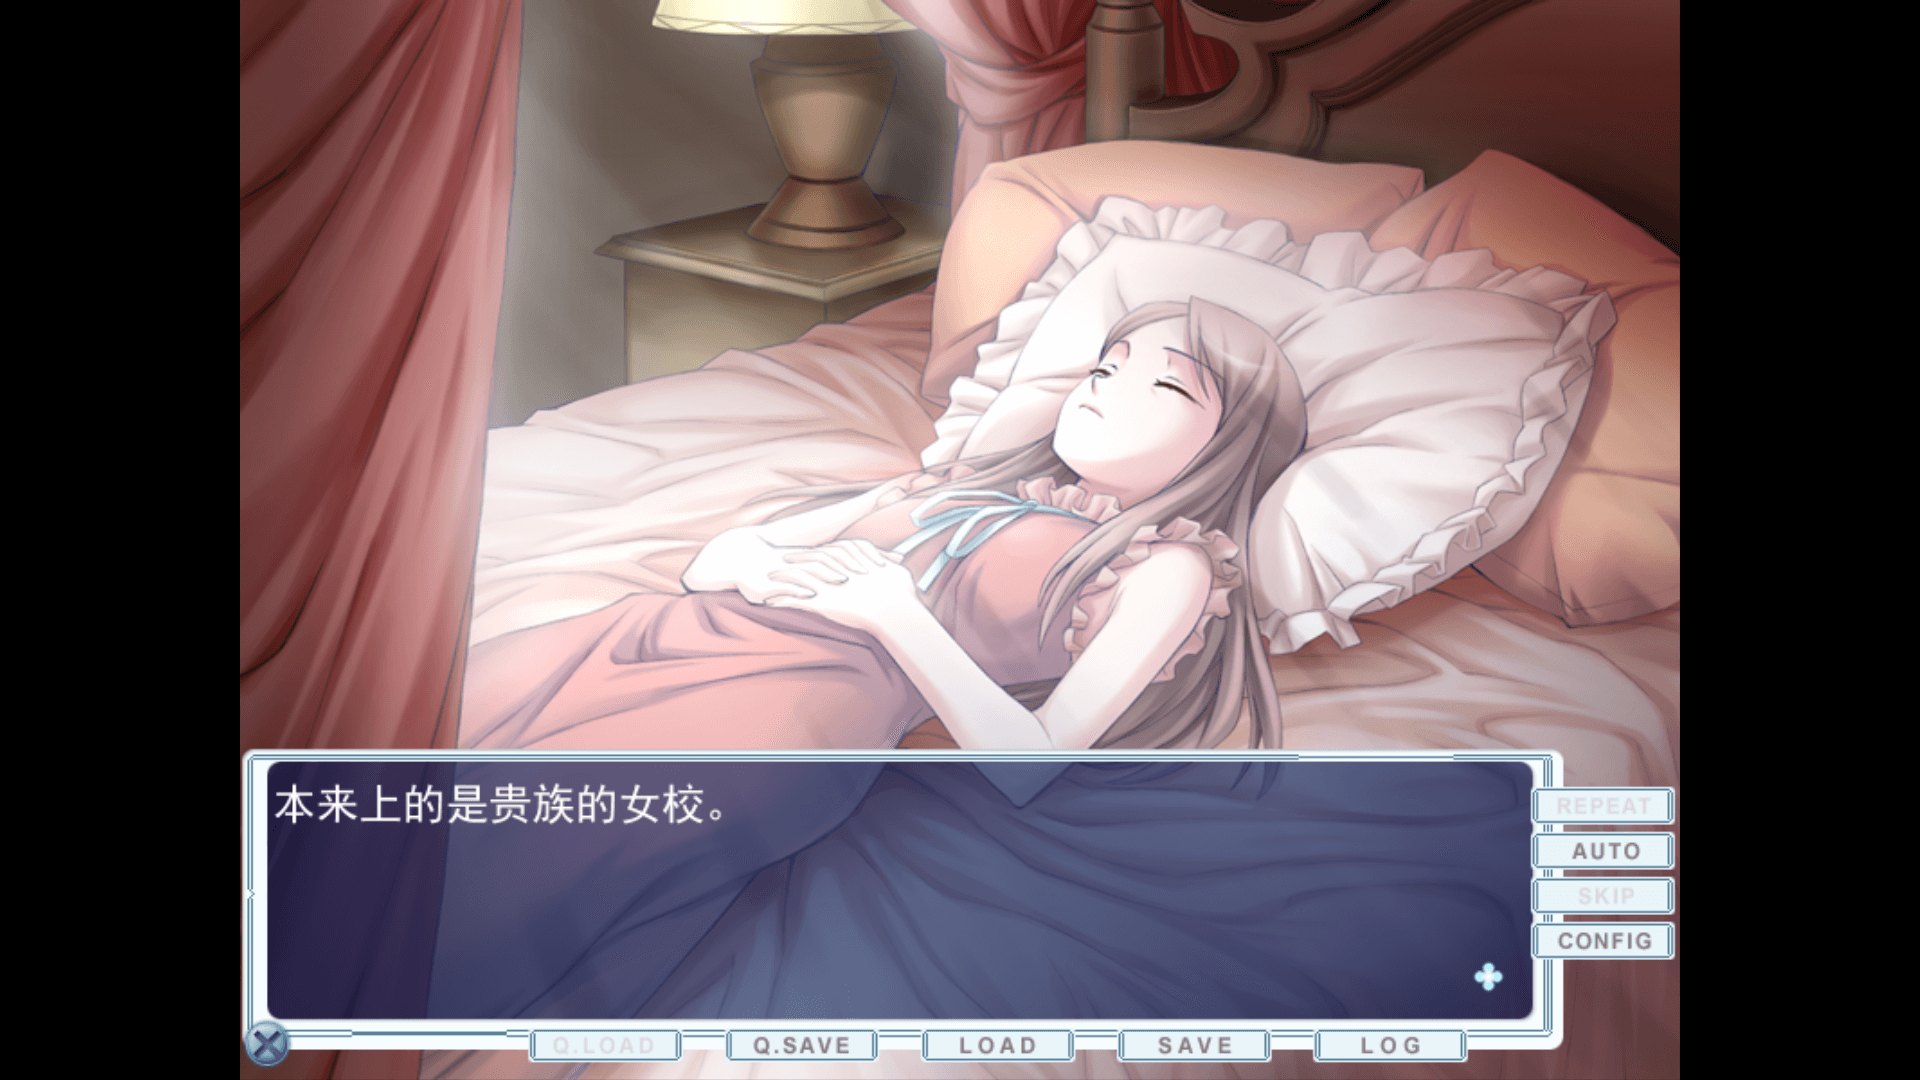 本来上的是贵族的女校。
REPEAT
AUTO
SKIP
CONFIG
Q.LOAD
Q.SAVE
LOAD
SAVE
LOG